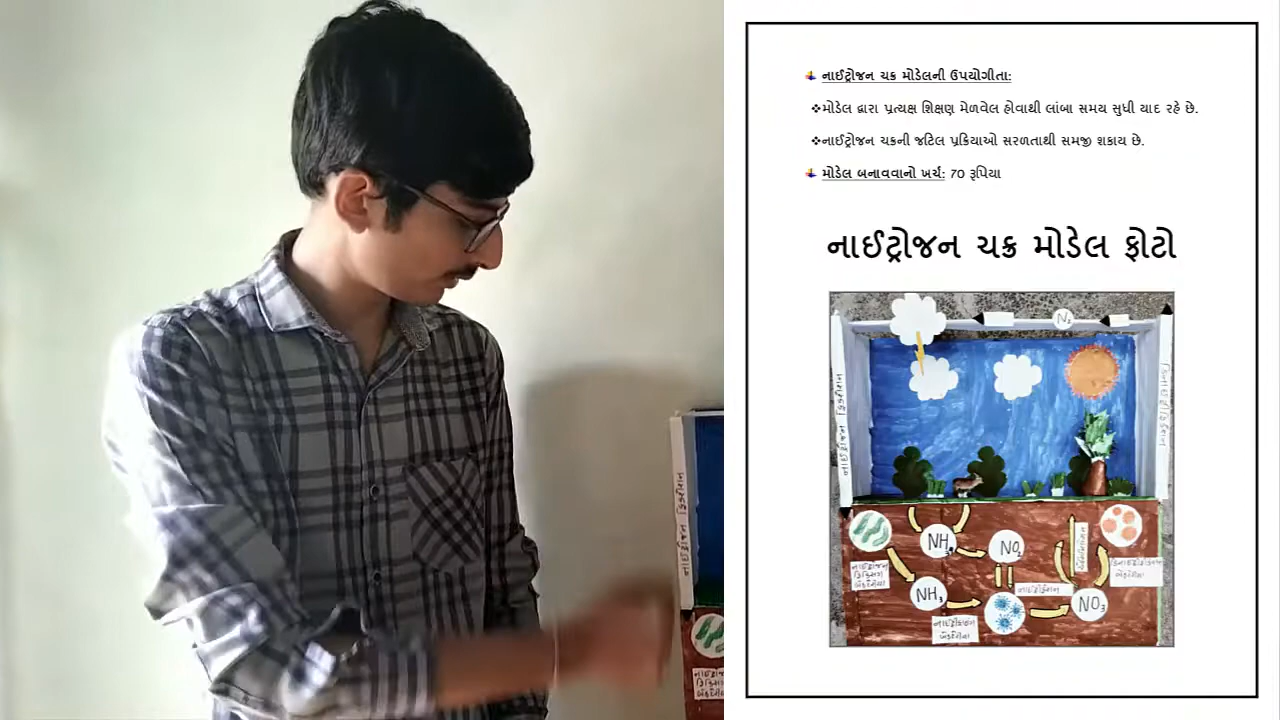 નાઈટ્રોજન ચક્ર મોડેલની ઉપયોગીતા:
❖મોડેલ દ્વારા પ્રત્યક્ષ શિક્ષણ મેળવેલ હોવાથી લાંબા સમય સુધી યાદ રહે છે.
❖નાઈટ્રોજન ચક્રની જટિલ પ્રક્રિયાઓ સરળતાથી સમજી શકાય છે.
મોડેલ બનાવવાનો ખર્ચ: 70 રૂપિયા
નાઈટ્રોજન ચક્ર મોડેલ ફોટો
N₂
NH₃ NO₂
NH₃ NO₃